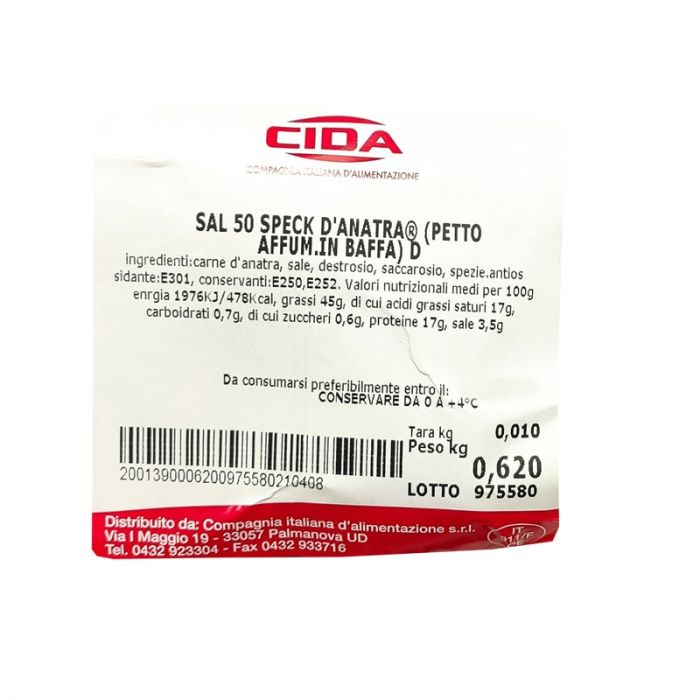 CIDA
COMPAGNIA ITALIANA D'ALIMENTAZIONE
SAL 50 SPECK D'ANATRA® (PETTO
AFFUM.IN BAFFA) D
ingredienti:carne d'anatra, sale, destrosio, saccarosio, spezie.antios
sidante:E301, conservanti:E250,E252. Valori nutrizionali medi per 100g
enrgia 1976KJ/478Kcal, grassi 45g, di cui acidi grassi saturi 17g,
carboidrati 0,7g, di cui zuccheri 0,6g, proteine 17g, sale 3,5g
Da consumarsi preferibilmente entro il:
CONSERVARE DA 0 A +4°C
Tara kg 0,010
Peso kg 0,620
2001390006200975580210408
LOTTO 975580
Distribuito da: Compagnia italiana d'alimentazione s.r.l.
Via I Maggio 19 - 33057 Palmanova UD
Tel. 0432 923304 - Fax 0432 933716
IT